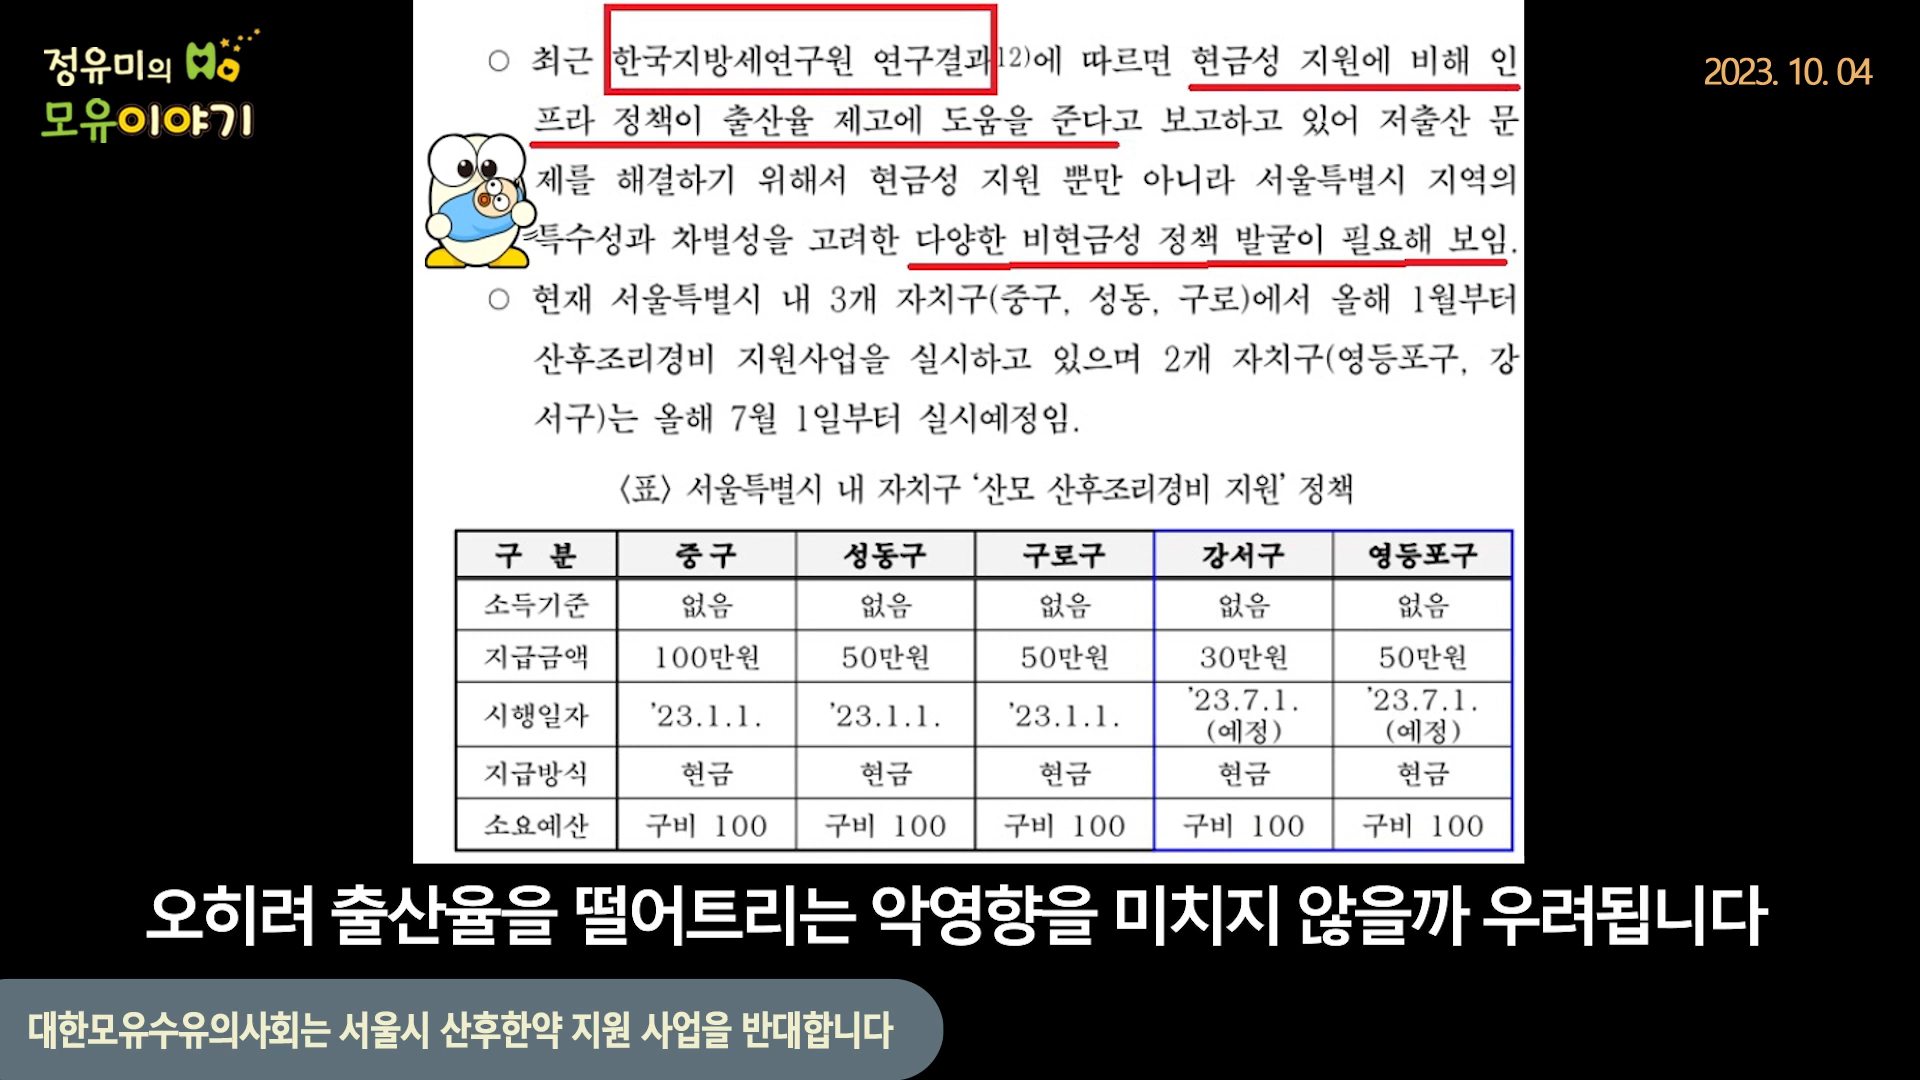 정유미의 MO
모유이야기
2023. 10. 04
○ 최근 한국지방세연구원 연구결과12)에 따르면 현금성 지원에 비해 인
프라 정책이 출산율 제고에 도움을 준다고 보고하고 있어 저출산 문
제를 해결하기 위해서 현금성 지원 뿐만 아니라 서울특별시 지역의
특수성과 차별성을 고려한 다양한 비현금성 정책 발굴이 필요해 보임.
○ 현재 서울특별시 내 3개 자치구(중구, 성동, 구로)에서 올해 1월부터
산후조리경비 지원사업을 실시하고 있으며 2개 자치구(영등포구, 강
서구)는 올해 7월 1일부터 실시예정임.
〈표〉 서울특별시 내 자치구 ‘산모 산후조리경비 지원’ 정책
구 분 중구 성동구 구로구 강서구 영등포구
소득기준 없음 없음 없음 없음 없음
지급금액 100만원 50만원 50만원 30만원 50만원
시행일자 ’23.1.1. ’23.1.1. ’23.1.1. ’23.7.1. (예정) ’23.7.1. (예정)
지급방식 현금 현금 현금 현금 현금
소요예산 구비 100 구비 100 구비 100 구비 100 구비 100
오히려 출산율을 떨어트리는 악영향을 미치지 않을까 우려됩니다
대한모유수유의사회는 서울시 산후한약 지원 사업을 반대합니다